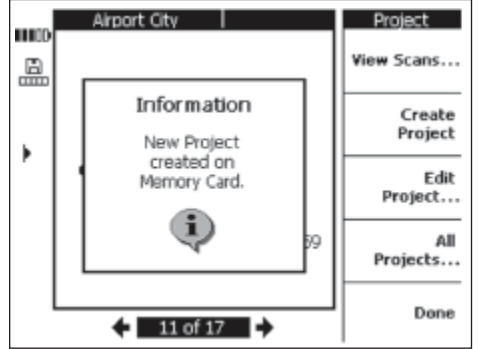 Airport City
Project
View Scans...
Information
New Project
created on
Memory Card.
59
Create
Project
Edit
Project...
All
Projects...
Done
11 of 17